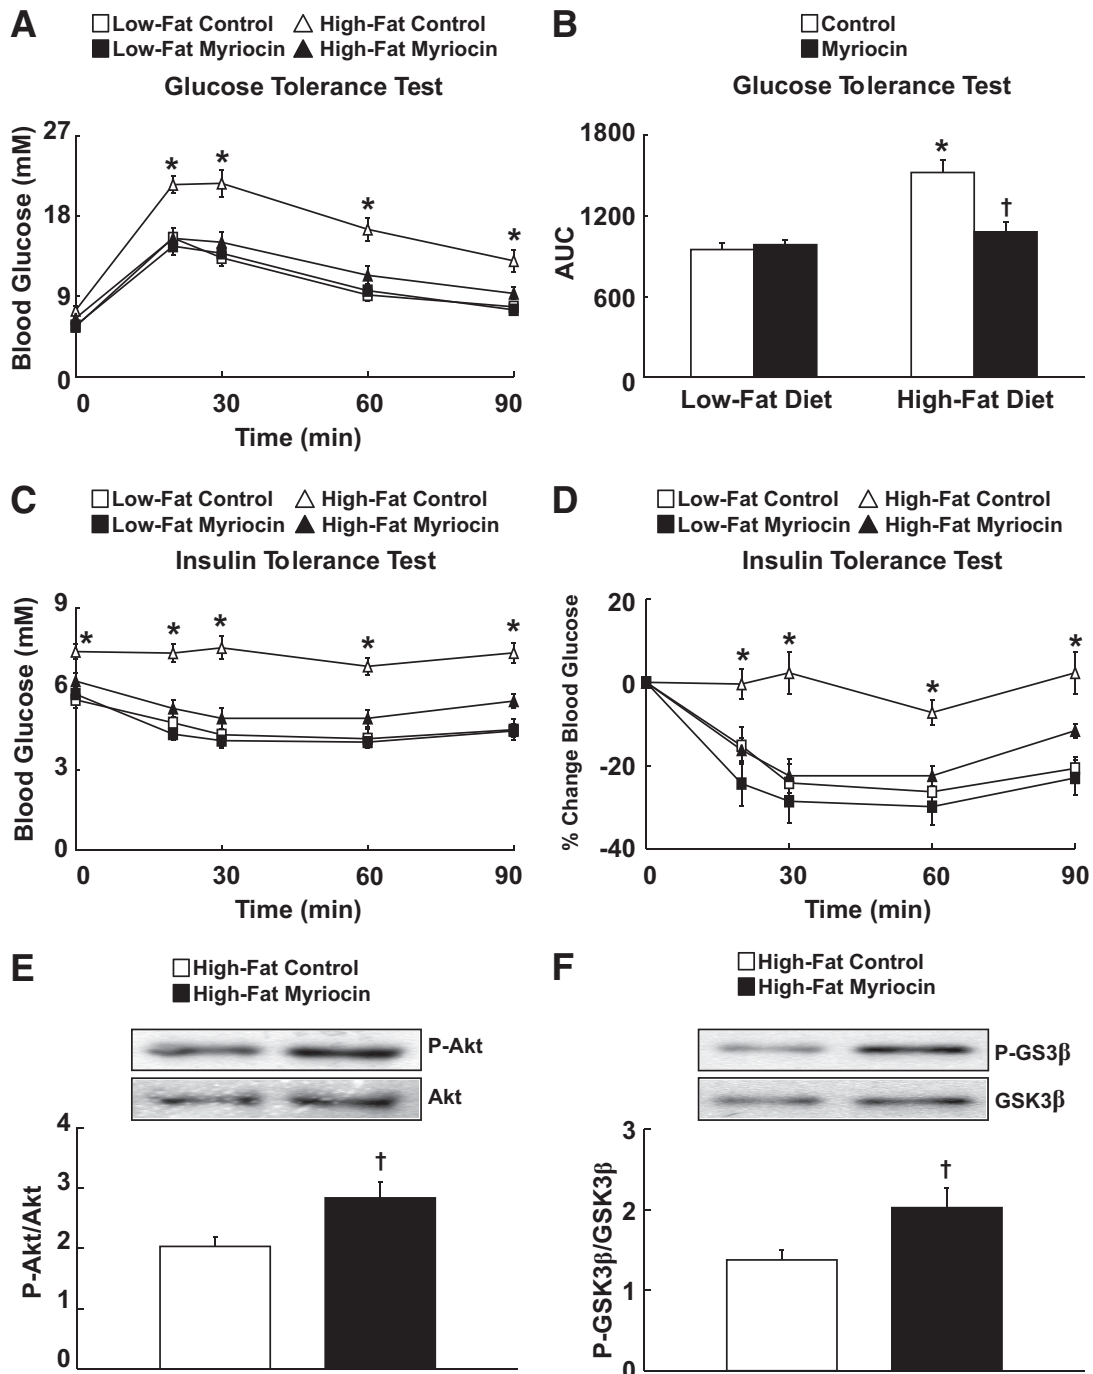 A
Low-Fat Control High-Fat Control
Low-Fat Myriocin High-Fat Myriocin
Glucose Tolerance Test
Blood Glucose (mM)
27
18
9
0
* * * *
0 30 60 90
Time (min)
B
Control
Myriocin
Glucose Tolerance Test
AUC
1800
1200
600
0
* †
Low-Fat Diet High-Fat Diet
C
Low-Fat Control High-Fat Control
Low-Fat Myriocin High-Fat Myriocin
Insulin Tolerance Test
Blood Glucose (mM)
9
6
3
0
* * * * *
0 30 60 90
Time (min)
D
Low-Fat Control High-Fat Control
Low-Fat Myriocin High-Fat Myriocin
Insulin Tolerance Test
% Change Blood Glucose
20
0
-20
-40
* * * *
0 30 60 90
Time (min)
E
High-Fat Control
High-Fat Myriocin
P-Akt
Akt
P-Akt/Akt
4
3
2
1
0
†
F
High-Fat Control
High-Fat Myriocin
P-GS3β
GSK3β
P-GSK3β/GSK3β
3
2
1
0
†